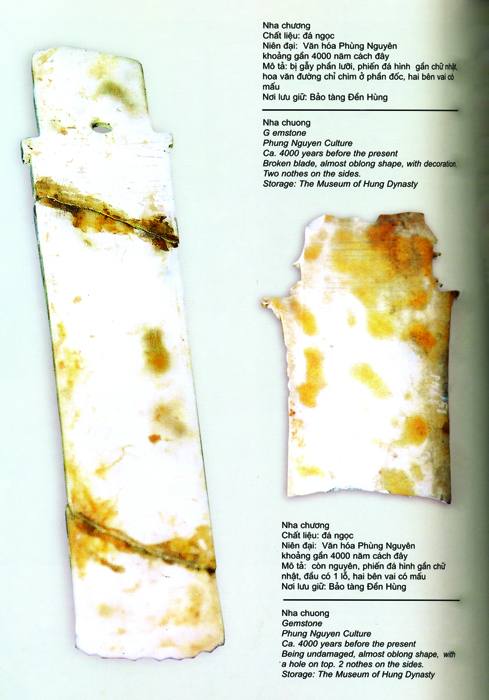 Nha chương
Chất liệu: đá ngọc
Niên đại:  Văn hóa Phùng Nguyên
khoảng gần 4000 năm cách đây
Mô tả: bị gẫy phần lưỡi, phiến đá hình  gần chữ nhật,
hoa văn đường chỉ chìm ở phần đốc, hai bên vai có
mấu
Nơi lưu giữ: Bảo tàng Đền Hùng
Nha chuong
G emstone
Phung Nguyen Culture
Ca. 4000 years before the present
Broken blade, almost oblong shape, with decoration.
Two nothes on the sides.
Storage: The Museum of Hung Dynasty
Nha chương
Chất liệu: đá ngọc
Niên đại:  Văn hóa Phùng Nguyên
khoảng gần 4000 năm cách đây
Mô tả:  còn nguyên, phiến đá hình gần chữ
nhật, đầu có 1 lỗ, hai bên vai có mấu
Nơi lưu giữ: Bảo tàng Đền Hùng
Nha chuong
Gemstone
Phung Nguyen Culture
Ca. 4000 years before the present
Being undamaged, almost oblong shape,  with
a hole on top. 2 nothes on the sides.
Storage: The Museum of Hung Dynasty